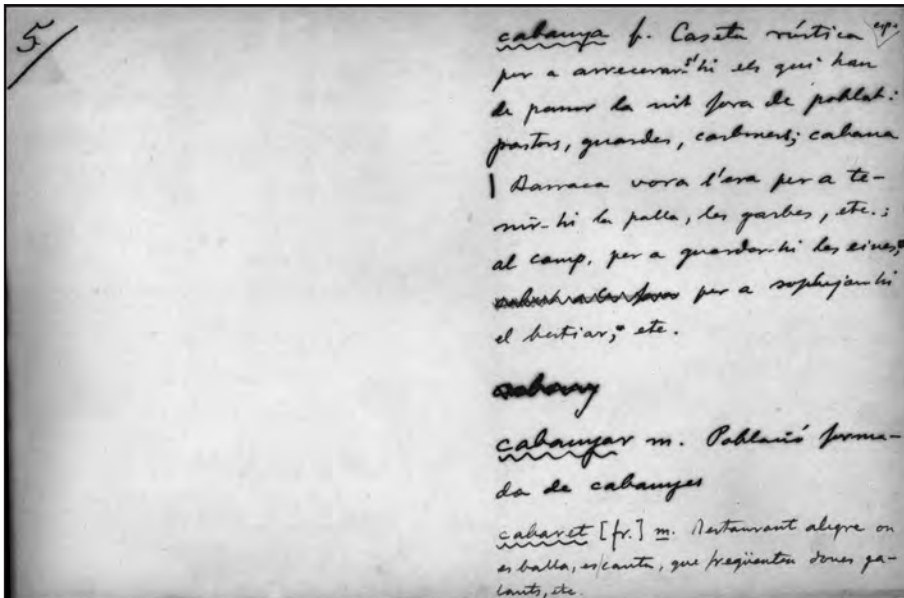 5
cabanya f. Caseta rústica esp.
per a arrecerar-s'hi els qui han
de passar la nit fora de poblat:
pastors, guardes, carboners; cabana
| Barraca vora l'era per a te-
nir-hi la palla, les garbes, etc.;
al camp, per a guardar-hi les eines,
per a soplujar-hi
el bestiar, etc.
cabany
cabanyar m. Població forma-
da de cabanyes
cabaret [fr.] m. Restaurant alegre on
es balla, es canta, que freqüenten dones ga-
lants, etc.